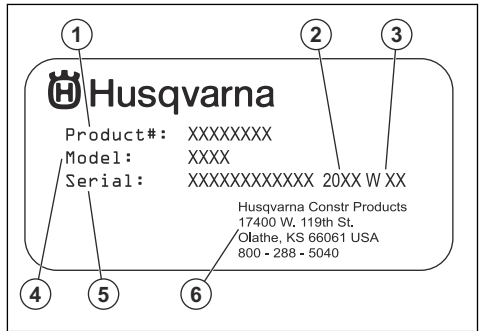 1 2 3
Husqvarna
Product#: XXXXXXXX
Model: XXXX
Serial: XXXXXXXXXXXX 20XX W XX
Husqvarna Constr Products
17400 W. 119th St.
Olathe, KS 66061 USA
800 - 288 - 5040
4 5 6